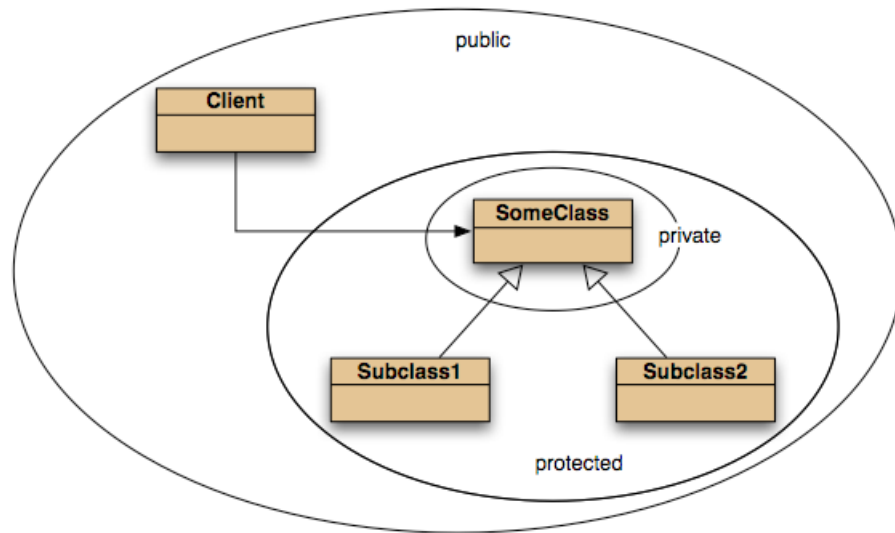 public
Client
SomeClass
private
Subclass1
Subclass2
protected